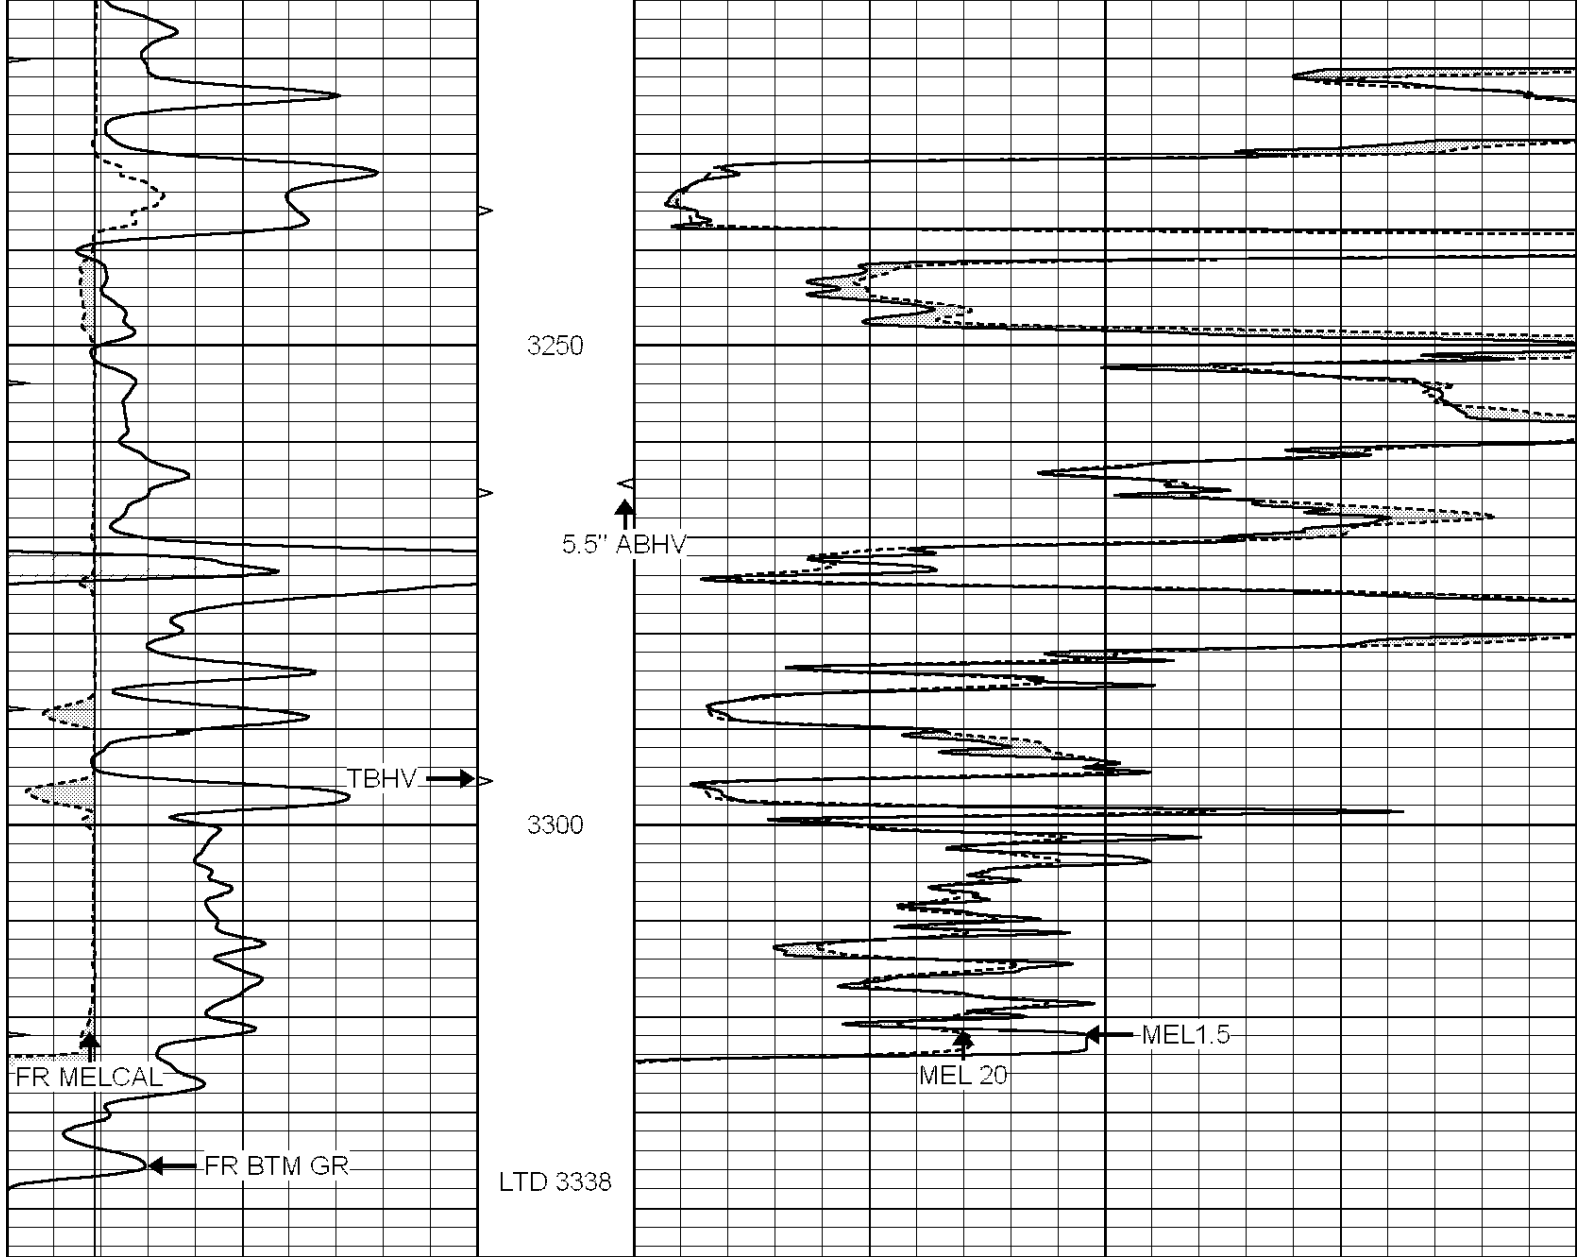 3250
5.5" ABHV
TBHV
3300
MEL1.5
FR MELCAL
MEL 20
FR BTM GR
LTD 3338